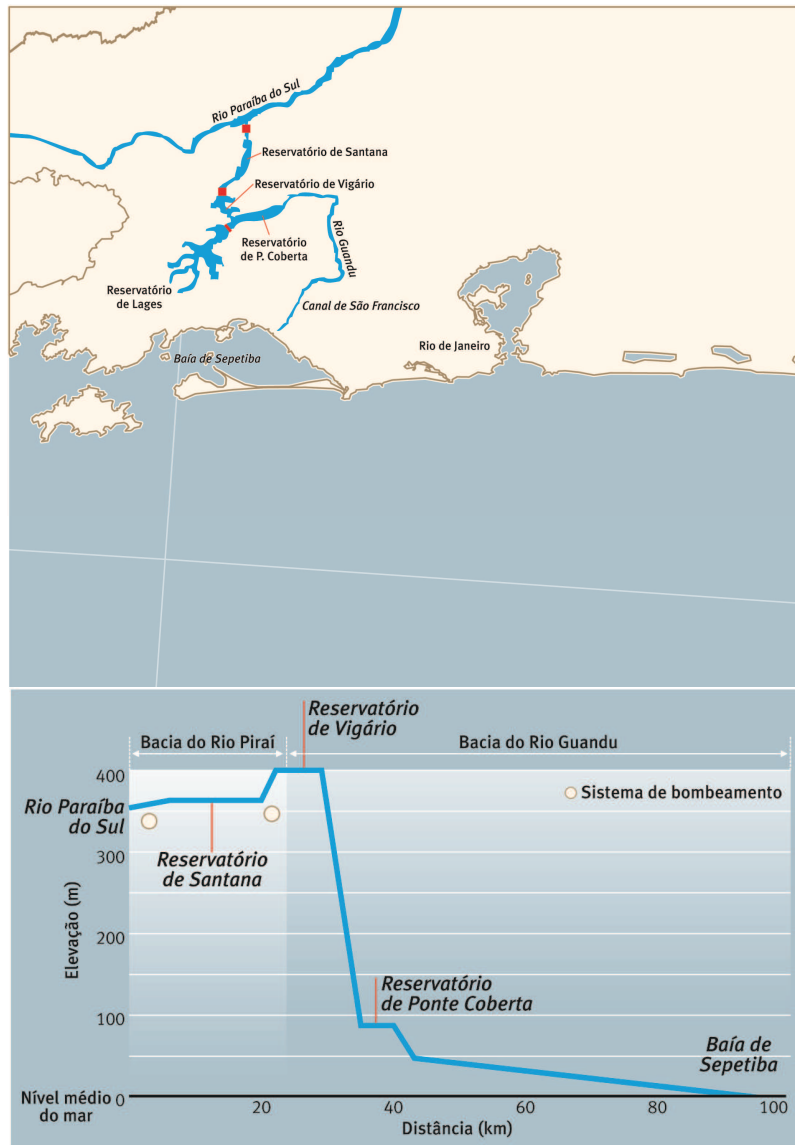 Rio Paraíba do Sul
Reservatório de Santana
Reservatório de Vigário
Reservatório
de P. Coberta
Rio Guandu
Reservatório
de Lages
Canal de São Francisco
Rio de Janeiro
Baía de Sepetiba
Reservatório
de Vigário
Bacia do Rio Piraí
Bacia do Rio Guandu
400
Sistema de bombeamento
Rio Paraíba
do Sul
300
Reservatório
de Santana
Elevação (m)
200
Reservatório
de Ponte Coberta
100
Baía de
Sepetiba
Nível médio
do mar
0
20
40
60
80
100
Distância (km)